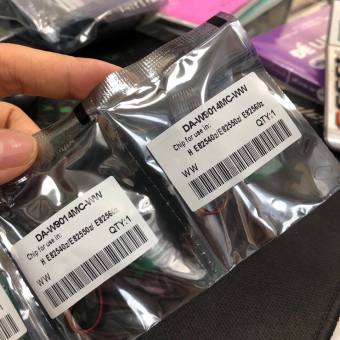 DA-W9014MC-WW
Chip for use in:
H E82540z/E82550z/ E82560z
QTY:1
WW
DA-W9014MC-WW
Chip for use in:
H E82540z/E82550z/ E82560z
QTY:1
WW